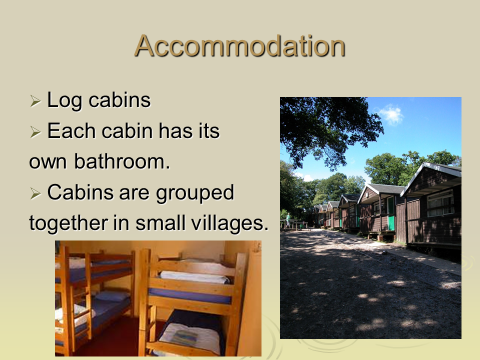 Accommodation
➢ Log cabins
➢ Each cabin has its
own bathroom.
➢ Cabins are grouped
together in small villages.